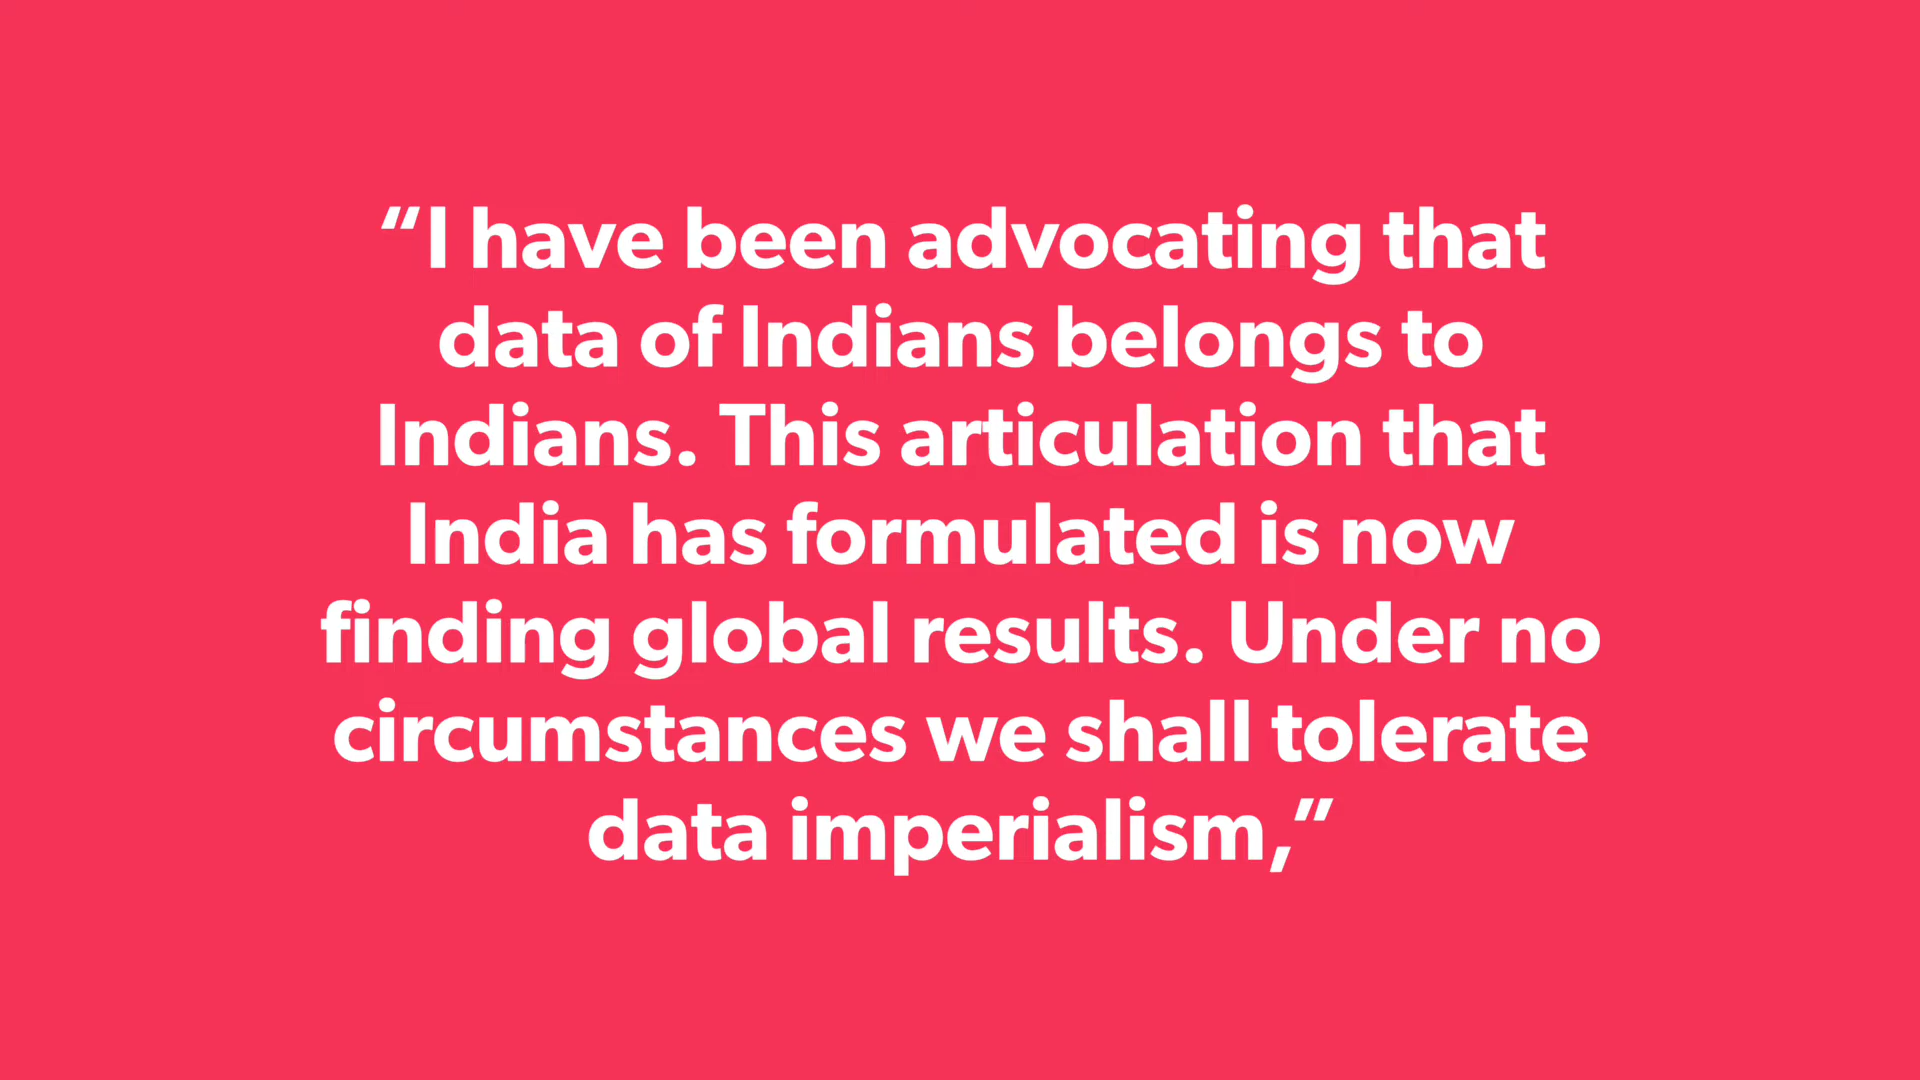 “I have been advocating that
data of Indians belongs to
Indians. This articulation that
India has formulated is now
finding global results. Under no
circumstances we shall tolerate
data imperialism,”